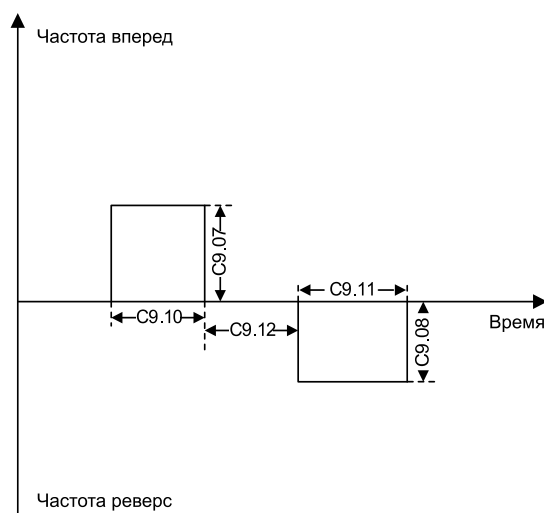 Частота вперед
C9.07
C9.11
C9.10
C9.12
C9.08
Время
Частота реверс